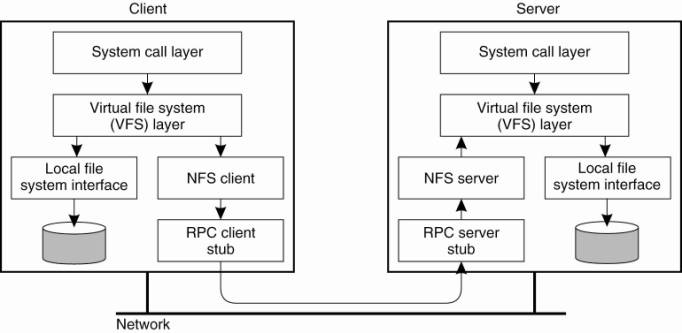 Client
Server
System call layer
System call layer
Virtual file system
(VFS) layer
Virtual file system
(VFS) layer
Local file
system interface
NFS client
NFS server
Local file
system interface
RPC client
stub
RPC server
stub
Network